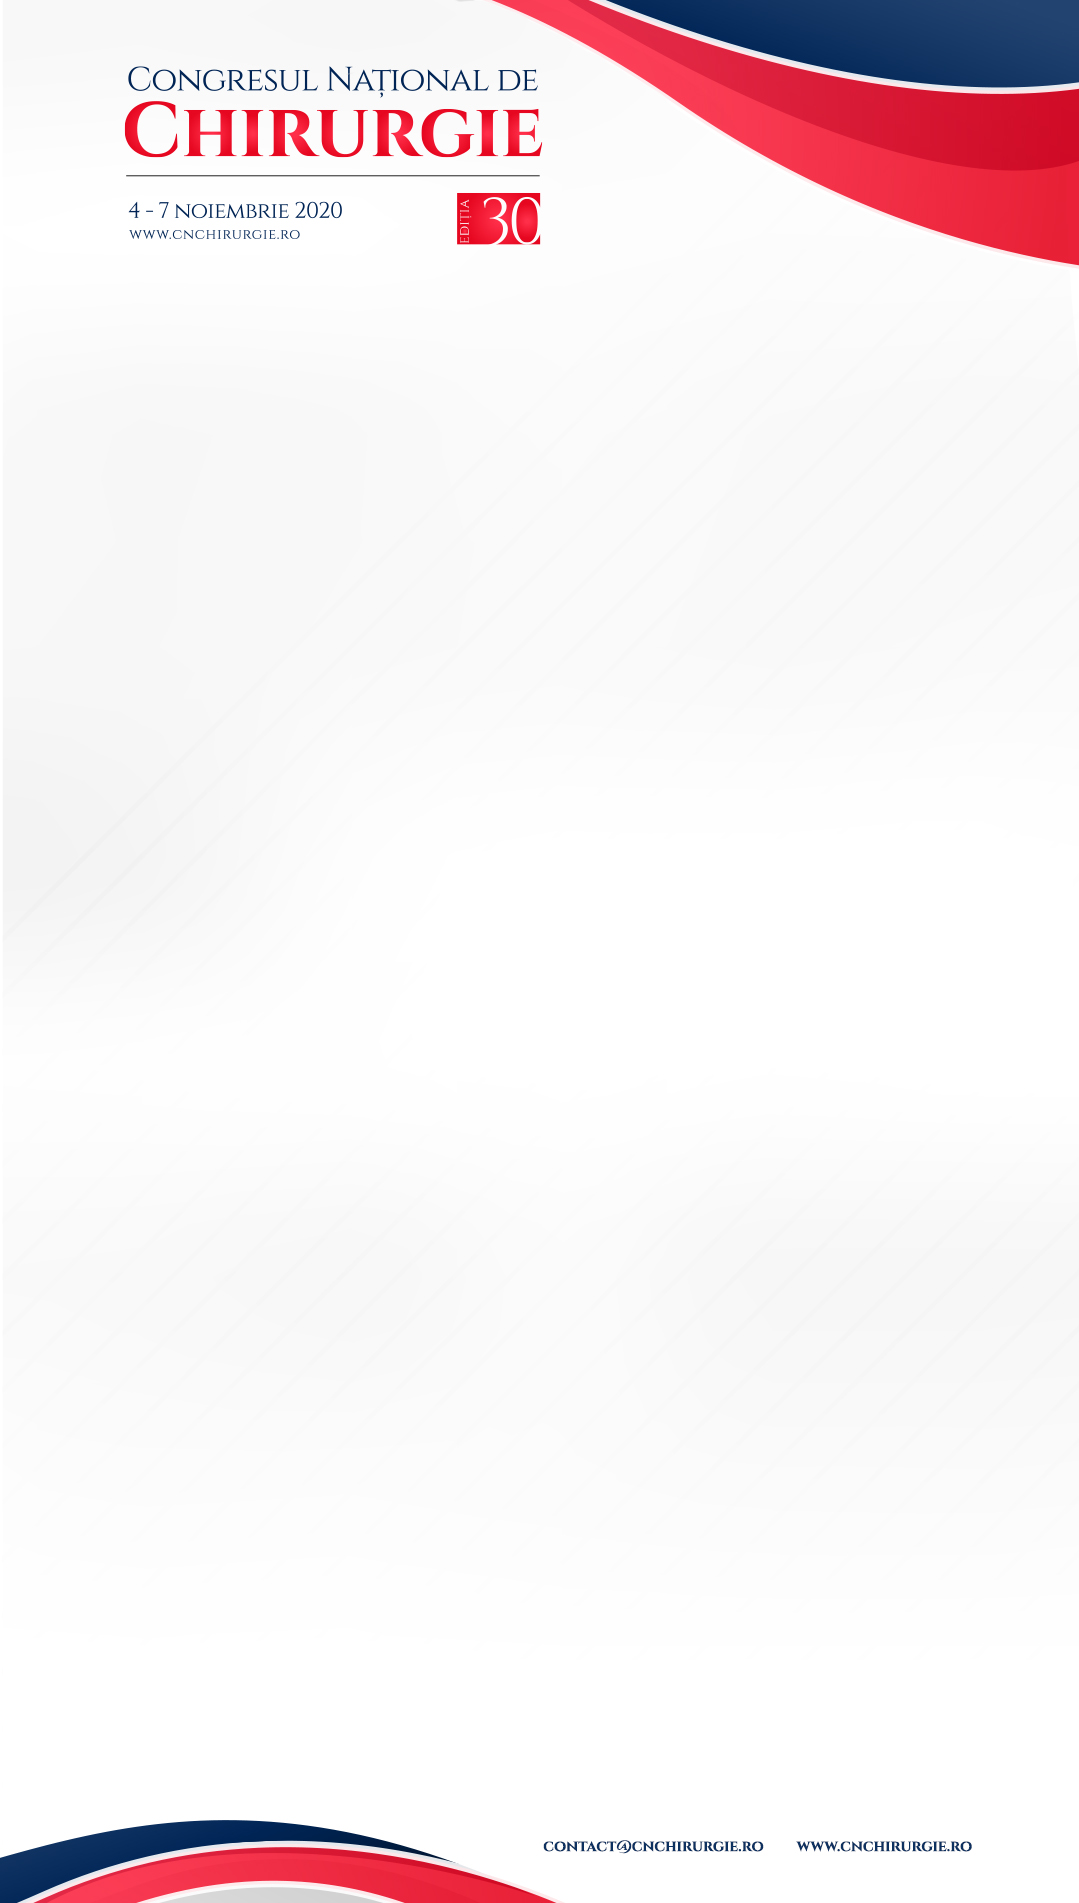 Congresul Național de
Chirurgie
4 - 7 noiembrie 2020
www.cnchirurgie.ro
EDIȚIA 30
contact@cnchirurgie.ro www.cnchirurgie.ro